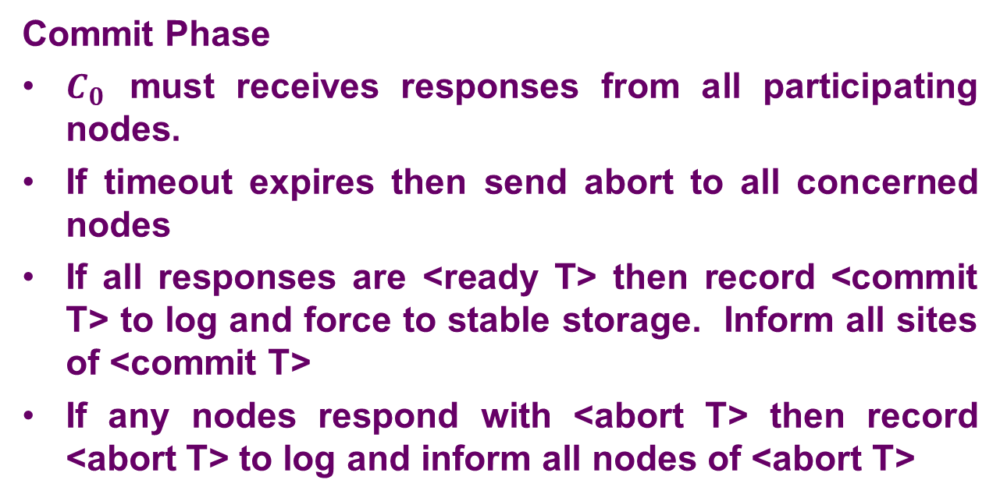 Commit Phase
• C₀ must receives responses from all participating
nodes.
• If timeout expires then send abort to all concerned
nodes
• If all responses are <ready T> then record <commit
T> to log and force to stable storage.  Inform all sites
of <commit T>
• If any nodes respond with <abort T> then record
<abort T> to log and inform all nodes of <abort T>